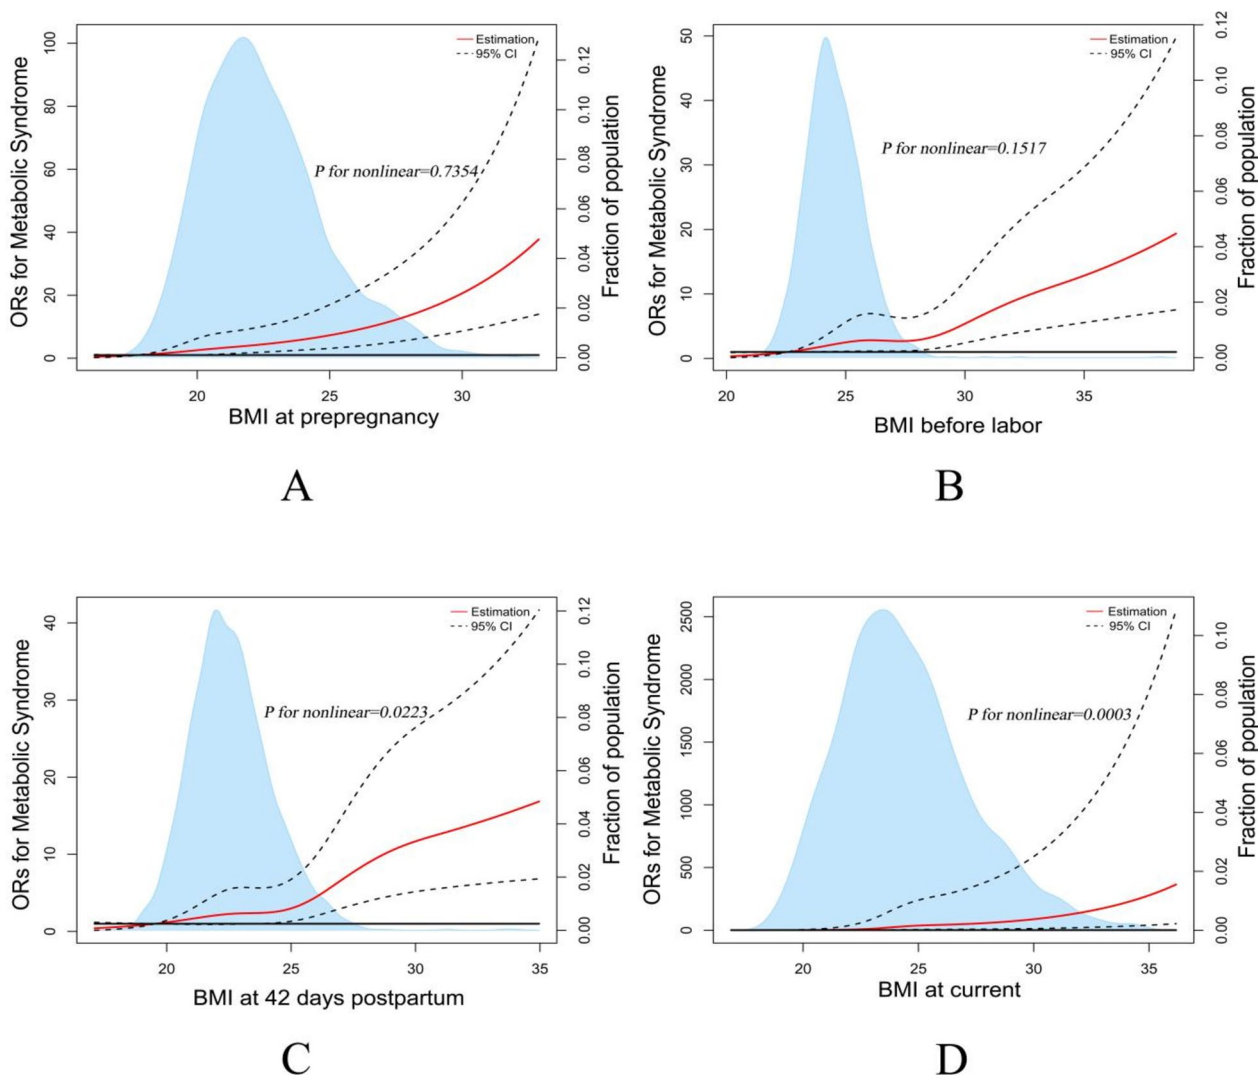 Estimation
95% CI
P for nonlinear=0.7354
ORs for Metabolic Syndrome
0
20
40
60
80
100
Fraction of population
0.00
0.02
0.04
0.06
0.08
0.10
0.12
20
25
30
BMI at prepregnancy
A
Estimation
95% CI
P for nonlinear=0.1517
ORs for Metabolic Syndrome
0
10
20
30
40
50
Fraction of population
0.00
0.02
0.04
0.06
0.08
0.10
0.12
20
25
30
35
BMI before labor
B
Estimation
95% CI
P for nonlinear=0.0223
ORs for Metabolic Syndrome
0
10
20
30
40
Fraction of population
0.00
0.02
0.04
0.06
0.08
0.10
0.12
20
25
30
35
BMI at 42 days postpartum
C
Estimation
95% CI
P for nonlinear=0.0003
ORs for Metabolic Syndrome
0
500
1000
1500
2000
2500
Fraction of population
0.00
0.02
0.04
0.06
0.08
0.10
20
25
30
35
BMI at current
D